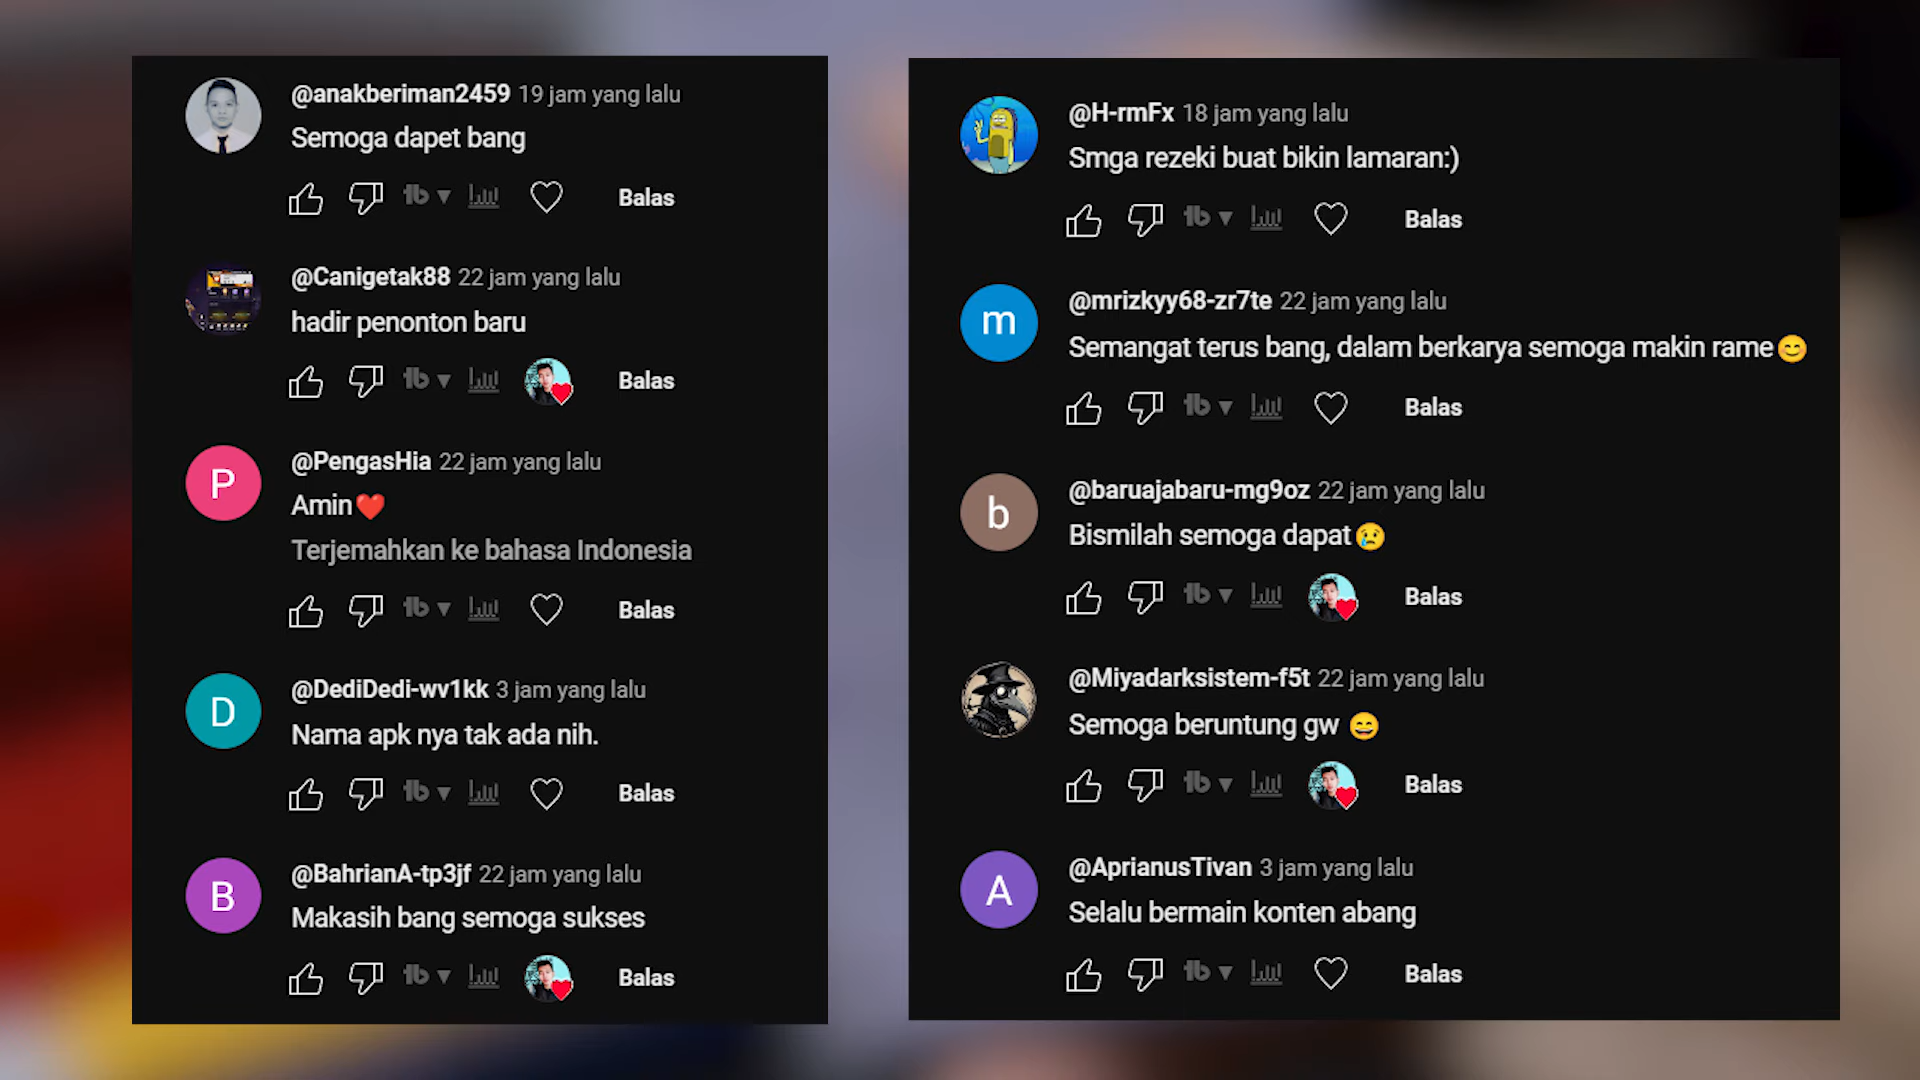 @anakberiman2459 19 jam yang lalu
Semoga dapet bang
Balas
@Canigetak88 22 jam yang lalu
hadir penonton baru
Balas
P
@PengasHia 22 jam yang lalu
Amin❤️
Terjemahkan ke bahasa Indonesia
Balas
D
@DediDedi-wv1kk 3 jam yang lalu
Nama apk nya tak ada nih.
Balas
B
@BahrianA-tp3jf 22 jam yang lalu
Makasih bang semoga sukses
Balas
@H-rmFx 18 jam yang lalu
Smga rezeki buat bikin lamaran:)
Balas
m
@mrizkyy68-zr7te 22 jam yang lalu
Semangat terus bang, dalam berkarya semoga makin rame😊
Balas
b
@baruajabaru-mg9oz 22 jam yang lalu
Bismilah semoga dapat😢
Balas
@Miyadarksistem-f5t 22 jam yang lalu
Semoga beruntung gw 😄
Balas
A
@AprianusTivan 3 jam yang lalu
Selalu bermain konten abang
Balas